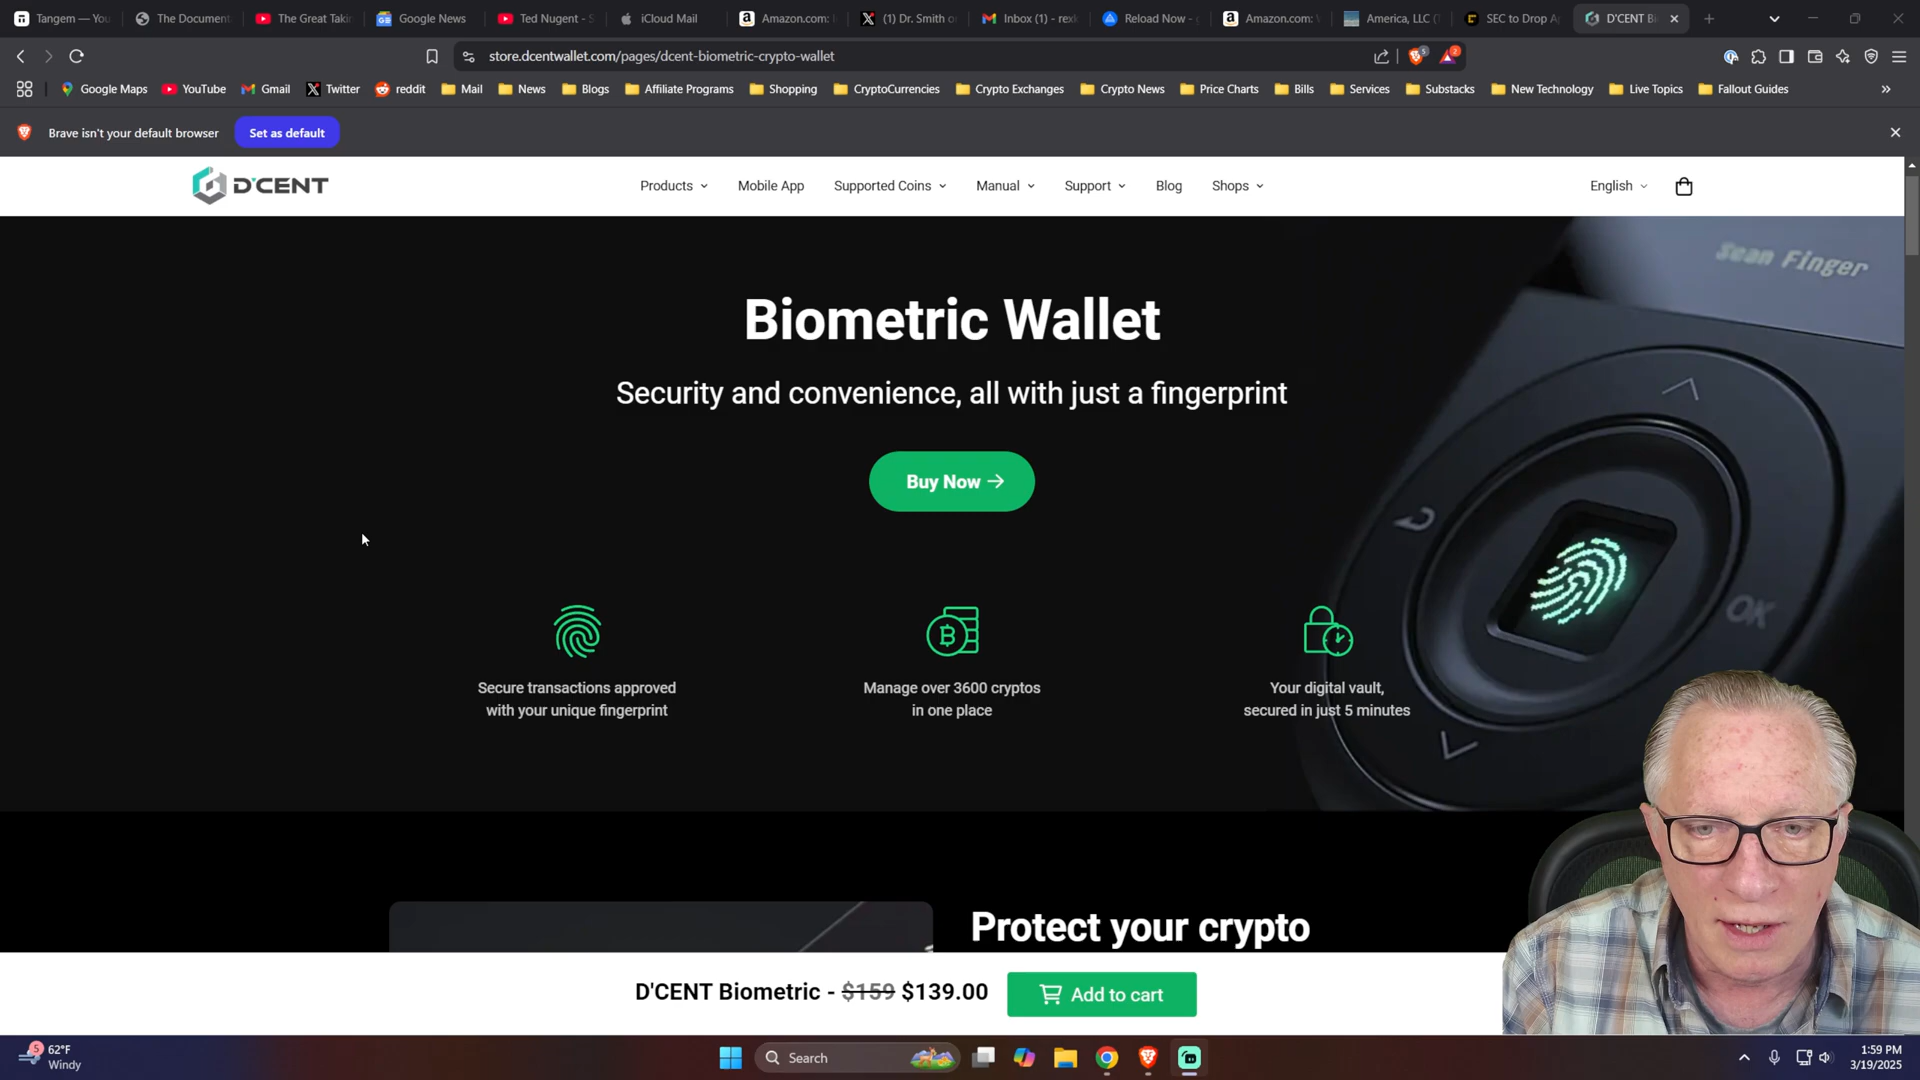 Tangem — You
The Document
The Great Taki
Google News
Ted Nugent - S
iCloud Mail
Amazon.com:
(1) Dr. Smith o
Inbox (1) - rex
Reload Now -
Amazon.com:
America, LLC (
SEC to Drop A
D'CENT Bi
store.dcentwallet.com/pages/dcent-biometric-crypto-wallet
5
2
Google Maps
YouTube
Gmail
Twitter
reddit
Mail
News
Blogs
Affiliate Programs
Shopping
CryptoCurrencies
Crypto Exchanges
Crypto News
Price Charts
Bills
Services
Substacks
New Technology
Live Topics
Fallout Guides
Brave isn't your default browser
Set as default
D'CENT
Products
Mobile App
Supported Coins
Manual
Support
Blog
Shops
English
Scan Finger
Biometric Wallet
Security and convenience, all with just a fingerprint
Buy Now
OK
Secure transactions approved
with your unique fingerprint
Manage over 3600 cryptos
in one place
Your digital vault,
secured in just 5 minutes
Protect your crypto
D'CENT Biometric - $159 $139.00
Add to cart
5
62°F
Windy
Search
1:59 PM
3/19/2025